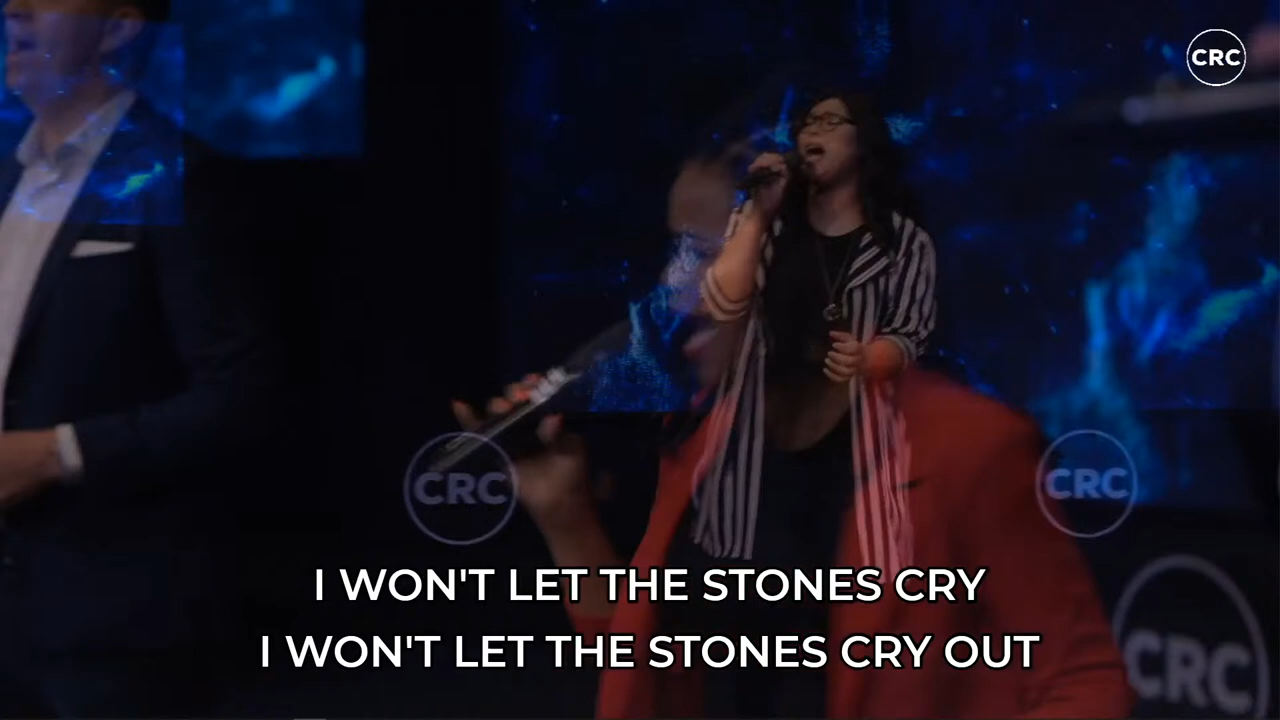 CRC
CRC
CRC
CRC
I WON'T LET THE STONES CRY
I WON'T LET THE STONES CRY OUT